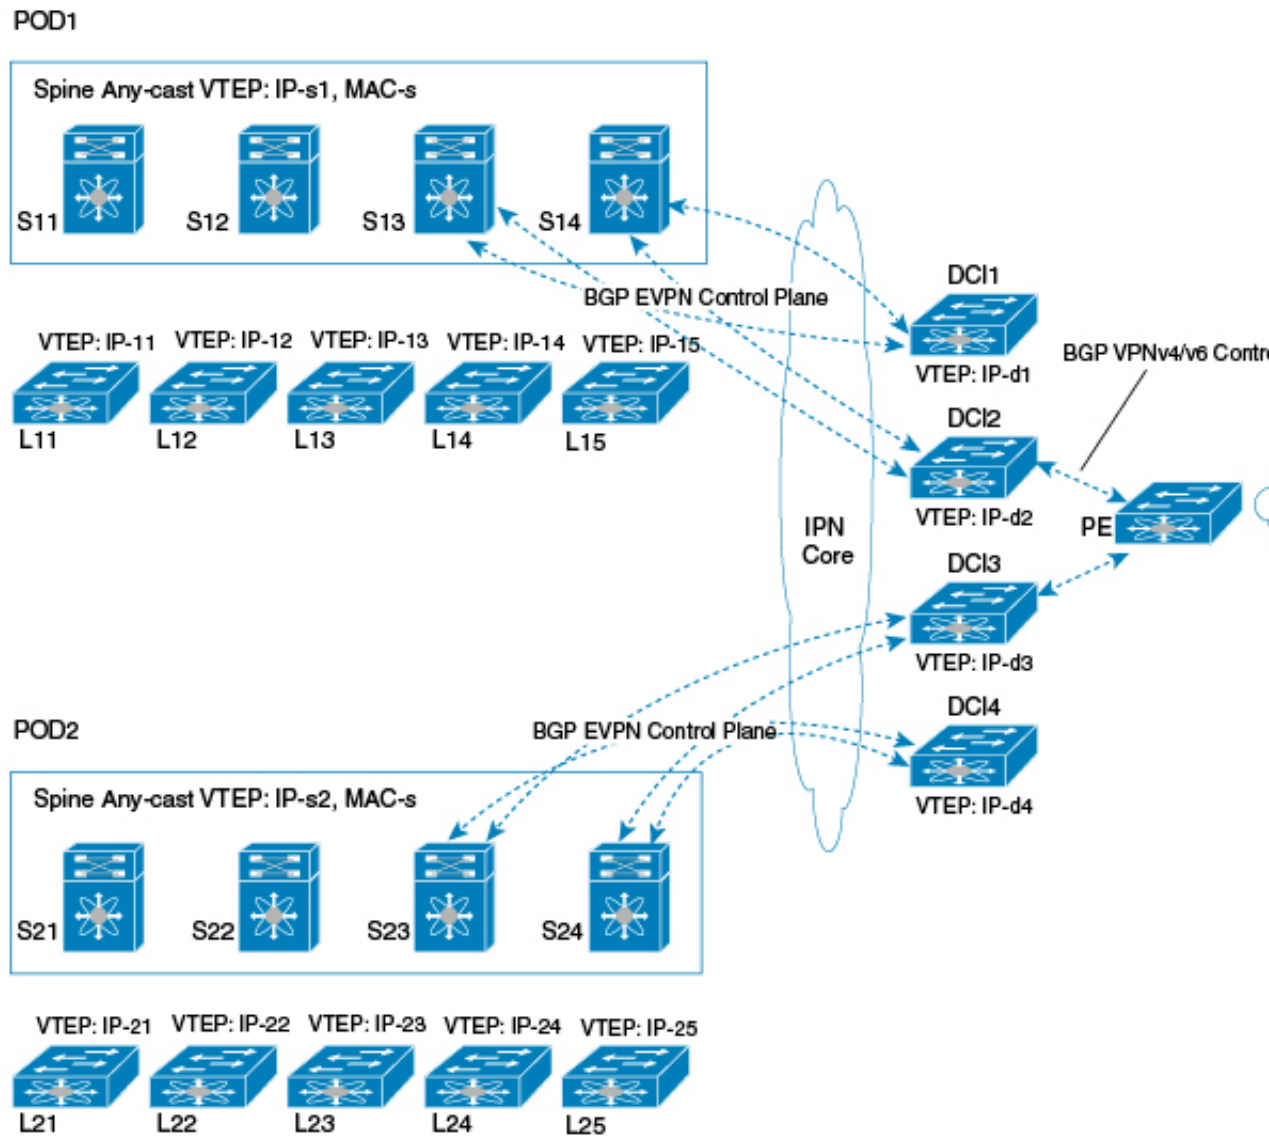 POD1
Spine Any-cast VTEP: IP-s1, MAC-s
S11
S12
S13
S14
BGP EVPN Control Plane
DCI1
VTEP: IP-11
VTEP: IP-12
VTEP: IP-13
VTEP: IP-14
VTEP: IP-15
VTEP: IP-d1
BGP VPNv4/v6 Contro
L11
L12
L13
L14
L15
DCI2
VTEP: IP-d2
IPN
Core
PE
DCI3
VTEP: IP-d3
POD2
BGP EVPN Control Plane
DCI4
VTEP: IP-d4
Spine Any-cast VTEP: IP-s2, MAC-s
S21
S22
S23
S24
VTEP: IP-21
VTEP: IP-22
VTEP: IP-23
VTEP: IP-24
VTEP: IP-25
L21
L22
L23
L24
L25